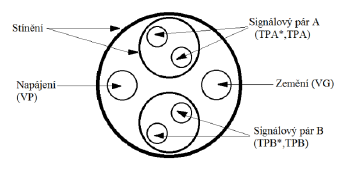 Stínění
Signálový pár A
(TPA*,TPA)
Napájení
(VP)
Zemění (VG)
Signálový pár B
(TPB*,TPB)